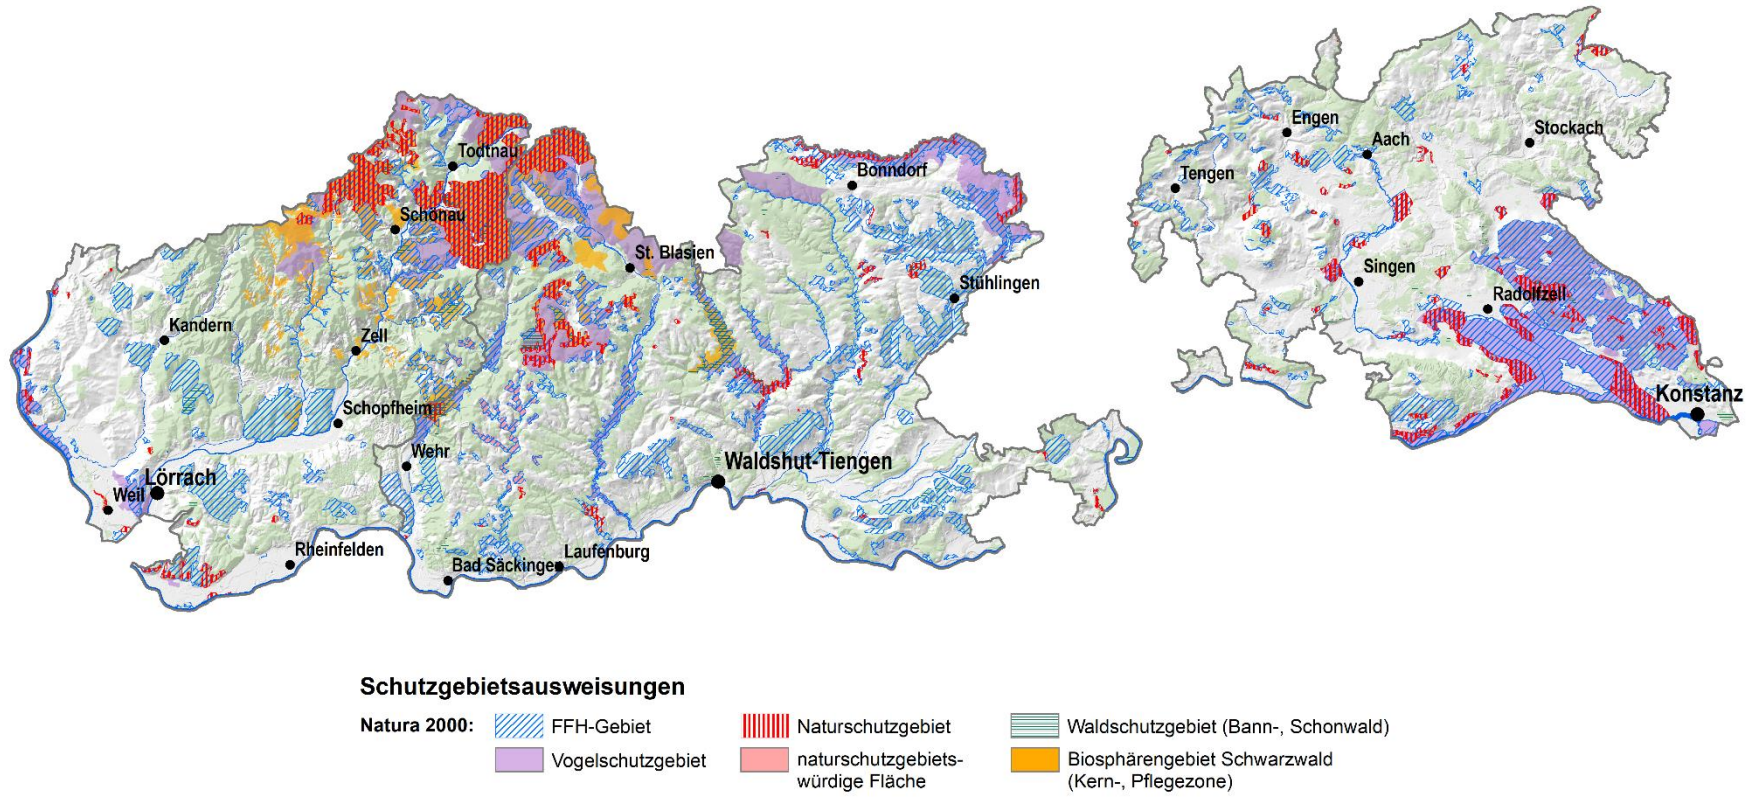 Engen
Stockach
Aach
Todtnau
Bonndorf
Tengen
Schönau
St. Blasien
Singen
Stühlingen
Radolfzell
Kandern
Zell
Konstanz
Schopfheim
Wehr
Waldshut-Tiengen
Lörrach
Weil
Rheinfelden
Laufenburg
Bad Säckingen
Schutzgebietsausweisungen
Natura 2000:
FFH-Gebiet
Naturschutzgebiet
Waldschutzgebiet (Bann-, Schonwald)
Vogelschutzgebiet
naturschutzgebiets-
würdige Fläche
Biosphärengebiet Schwarzwald
(Kern-, Pflegezone)